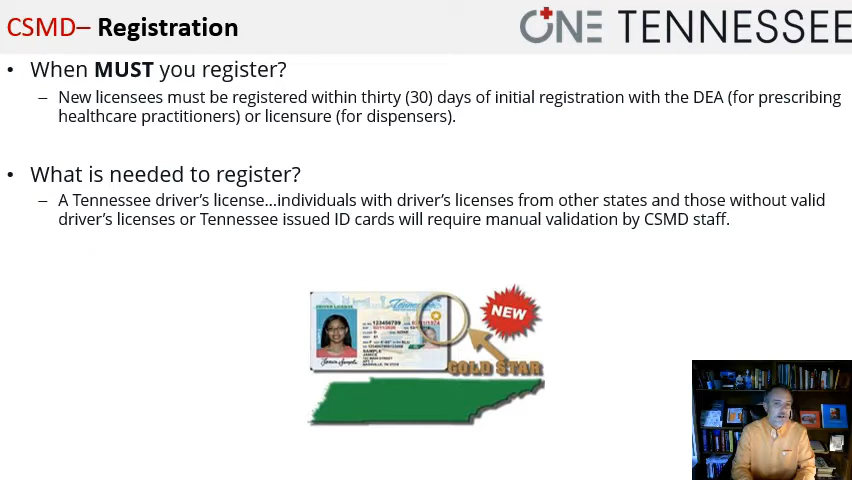 CSMD– Registration
ONE TENNESSEE
• When MUST you register?
– New licensees must be registered within thirty (30) days of initial registration with the DEA (for prescribing
healthcare practitioners) or licensure (for dispensers).
• What is needed to register?
– A Tennessee driver’s license...individuals with driver’s licenses from other states and those without valid
driver’s licenses or Tennessee issued ID cards will require manual validation by CSMD staff.
NEW
Tennessee
123456789
SAMPLE
GOLD STAR